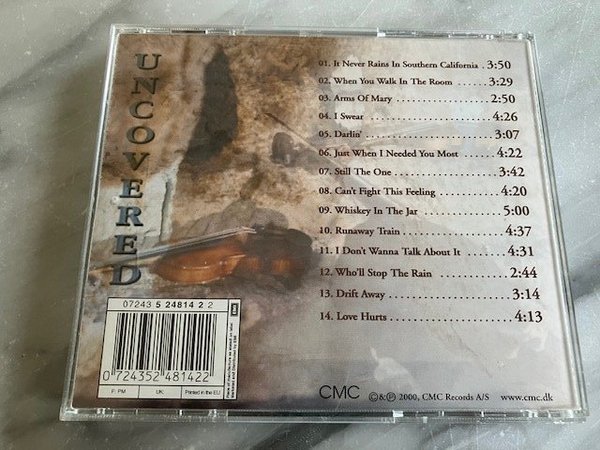 UNCOVERED
01. It Never Rains In Southern California . 3:50
02. When You Walk In The Room ........ 3:29
03. Arms Of Mary .................... 2:50
04. I Swear ......................... 4:26
05. Darlin' ......................... 3:07
06. Just When I Needed You Most ....... 4:22
07. Still The One .................... 3:42
08. Can't Fight This Feeling ............ 4:20
09. Whiskey In The Jar ................ 5:00
10. Runaway Train ................... 4:37
11. I Don't Wanna Talk About It ........ 4:31
12. Who'll Stop The Rain .............. 2:44
13. Drift Away ....................... 3:14
14. Love Hurts ...................... 4:13
07243 5 24814 2 2
0 724352 481422
F: PM
UK:
Printed in the EU
EMI
CMC
©&℗ 2000, CMC Records A/S
www.cmc.dk